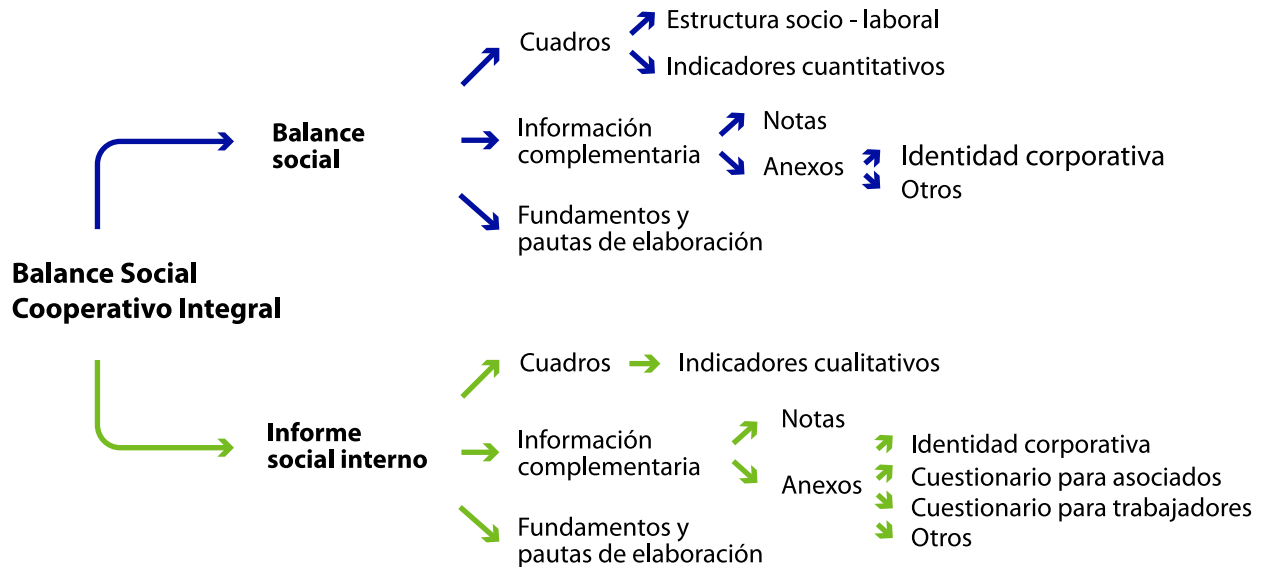 Cuadros
Estructura socio - laboral
Indicadores cuantitativos
Balance
social
Información
complementaria
Notas
Anexos
Identidad corporativa
Otros
Fundamentos y
pautas de elaboración
Balance Social
Cooperativo Integral
Cuadros
Indicadores cualitativos
Informe
social interno
Información
complementaria
Notas
Anexos
Identidad corporativa
Cuestionario para asociados
Cuestionario para trabajadores
Otros
Fundamentos y
pautas de elaboración